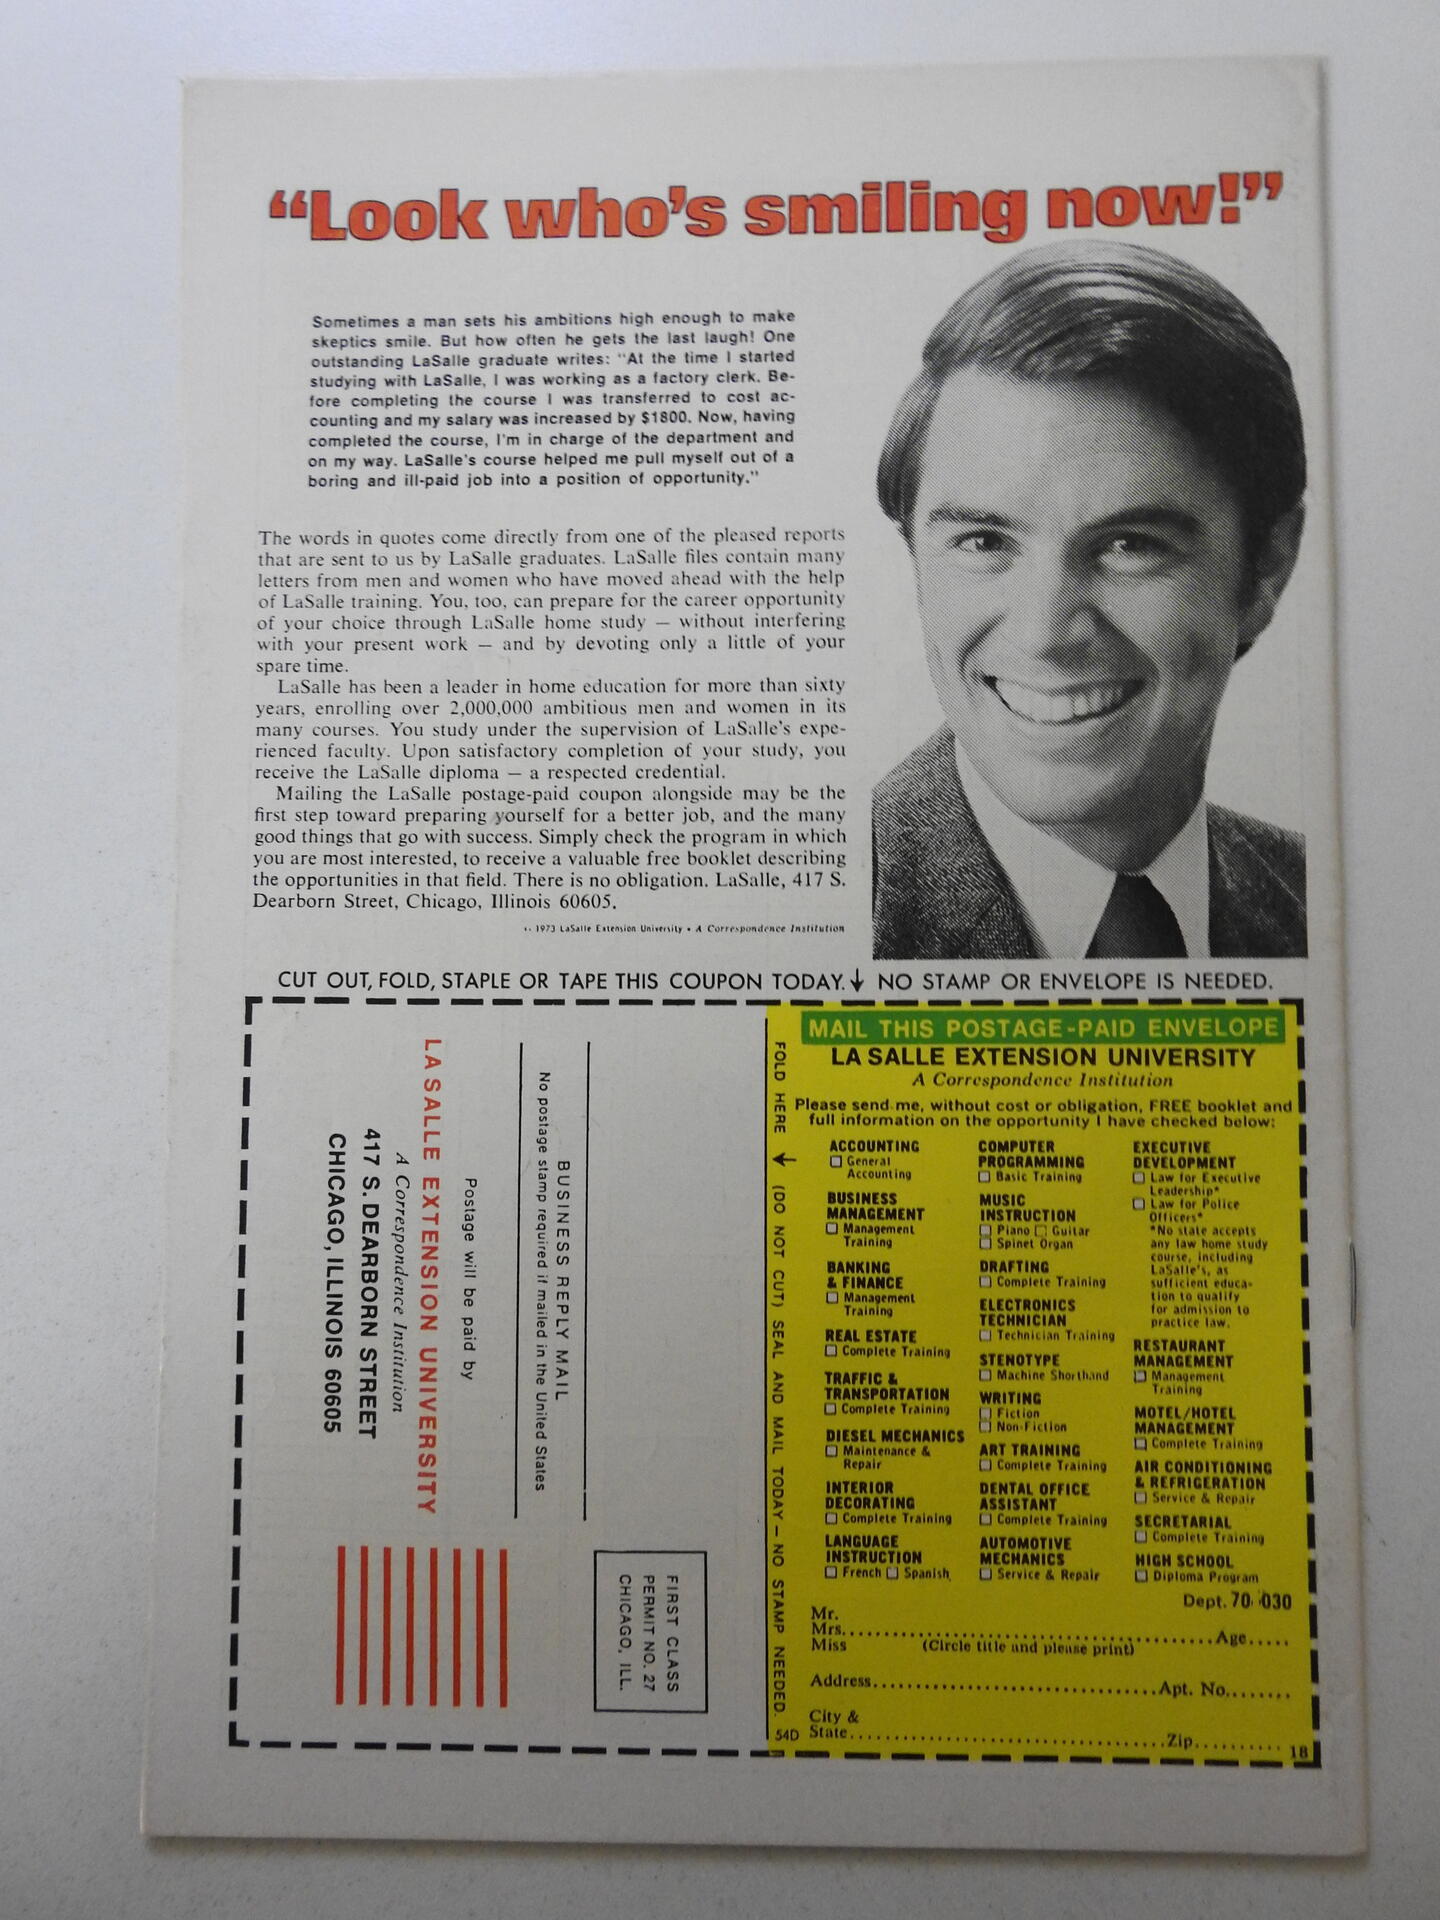 “Look who’s smiling now!”
Sometimes a man sets his ambitions high enough to make
skeptics smile. But how often he gets the last laugh! One
outstanding LaSalle graduate writes: “At the time I started
studying with LaSalle, I was working as a factory clerk. Be-
fore completing the course I was transferred to cost ac-
counting and my salary was increased by $1800. Now, having
completed the course, I'm in charge of the department and
on my way. LaSalle's course helped me pull myself out of a
boring and ill-paid job into a position of opportunity.”
The words in quotes come directly from one of the pleased reports
that are sent to us by LaSalle graduates. LaSalle files contain many
letters from men and women who have moved ahead with the help
of LaSalle training. You, too, can prepare for the career opportunity
of your choice through LaSalle home study — without interfering
with your present work — and by devoting only a little of your
spare time.
LaSalle has been a leader in home education for more than sixty
years, enrolling over 2,000,000 ambitious men and women in its
many courses. You study under the supervision of LaSalle's expe-
rienced faculty. Upon satisfactory completion of your study, you
receive the LaSalle diploma — a respected credential.
Mailing the LaSalle postage-paid coupon alongside may be the
first step toward preparing yourself for a better job, and the many
good things that go with success. Simply check the program in which
you are most interested, to receive a valuable free booklet describing
the opportunities in that field. There is no obligation. LaSalle, 417 S.
Dearborn Street, Chicago, Illinois 60605.
1973 LaSalle Extension University • A Correspondence Institution
CUT OUT, FOLD, STAPLE OR TAPE THIS COUPON TODAY. ↓ NO STAMP OR ENVELOPE IS NEEDED.
FIRST CLASS
PERMIT NO. 27
CHICAGO, ILL.
BUSINESS REPLY MAIL
No postage stamp required if mailed in the United States
Postage will be paid by
LA SALLE EXTENSION UNIVERSITY
A Correspondence Institution
417 S. DEARBORN STREET
CHICAGO, ILLINOIS 60605
FOLD HERE (DO NOT CUT) SEAL AND MAIL TODAY — NO STAMP NEEDED.
54D
MAIL THIS POSTAGE-PAID ENVELOPE
LA SALLE EXTENSION UNIVERSITY
A Correspondence Institution
Please send me, without cost or obligation, FREE booklet and
full information on the opportunity I have checked below:
ACCOUNTING
☐ General
Accounting
BUSINESS
MANAGEMENT
☐ Management
Training
BANKING
& FINANCE
☐ Management
Training
REAL ESTATE
☐ Complete Training
TRAFFIC &
TRANSPORTATION
☐ Complete Training
DIESEL MECHANICS
☐ Maintenance &
Repair
INTERIOR
DECORATING
☐ Complete Training
LANGUAGE
INSTRUCTION
☐ French ☐ Spanish
COMPUTER
PROGRAMMING
☐ Basic Training
MUSIC
INSTRUCTION
☐ Piano ☐ Guitar
☐ Spinet Organ
DRAFTING
☐ Complete Training
ELECTRONICS
TECHNICIAN
☐ Technician Training
STENOTYPE
☐ Machine Shorthand
WRITING
☐ Fiction
☐ Non-Fiction
ART TRAINING
☐ Complete Training
DENTAL OFFICE
ASSISTANT
☐ Complete Training
AUTOMOTIVE
MECHANICS
☐ Service & Repair
EXECUTIVE
DEVELOPMENT
☐ Law for Executive
Leadership*
☐ Law for Police
Officers*
*No state accepts
any law home study
course, including
LaSalle's, as
sufficient educa-
tion to qualify
for admission to
practice law.
RESTAURANT
MANAGEMENT
☐ Management
Training
MOTEL/HOTEL
MANAGEMENT
☐ Complete Training
AIR CONDITIONING
& REFRIGERATION
☐ Service & Repair
SECRETARIAL
☐ Complete Training
HIGH SCHOOL
☐ Diploma Program
Dept. 70-030
Mr.
Mrs. Age
Miss (Circle title and please print)
Address Apt. No.
City &
State Zip
18